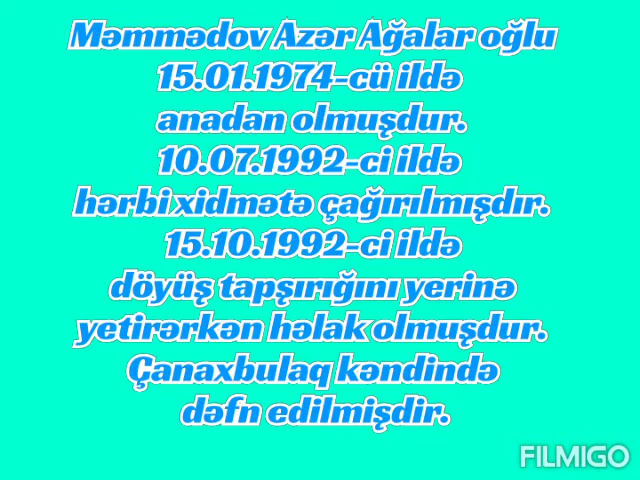 Məmmədov Azər Ağalar oğlu
15.01.1974-cü ildə
anadan olmuşdur.
10.07.1992-ci ildə
hərbi xidmətə çağırılmışdır.
15.10.1992-ci ildə
döyüş tapşırığını yerinə
yetirərkən həlak olmuşdur.
Çanaxbulaq kəndində
dəfn edilmişdir.
FILMIGO